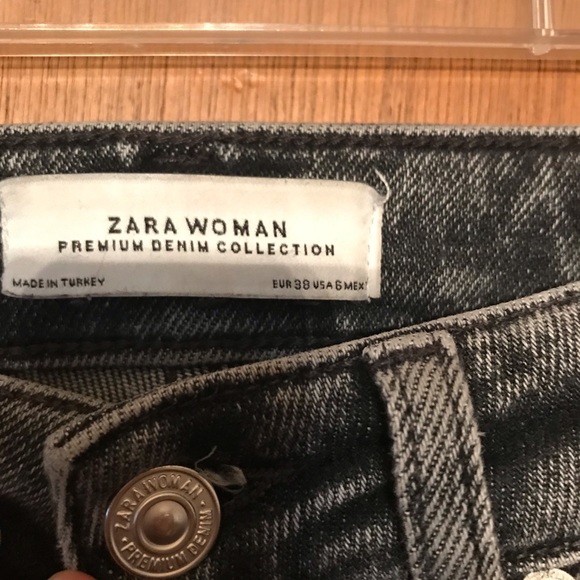 ZARA WOMAN
PREMIUM DENIM COLLECTION
MADE IN TURKEY
EUR 38 USA 6 MEX
ZARA WOMAN • PREMIUM DENIM •